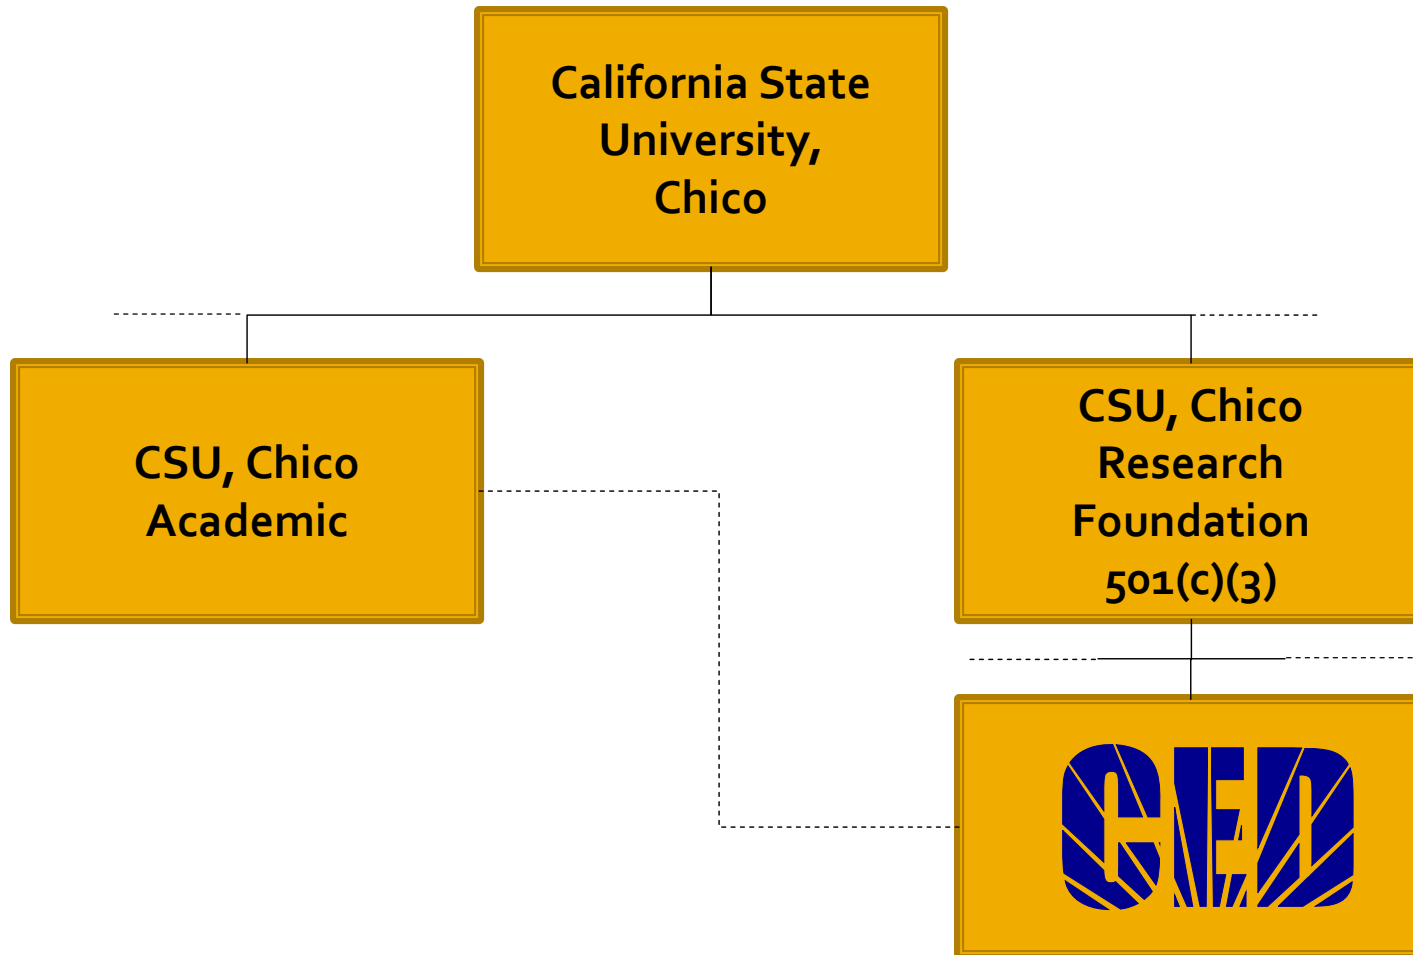 California State
University,
Chico
CSU, Chico
Academic
CSU, Chico
Research
Foundation
501(c)(3)
CED